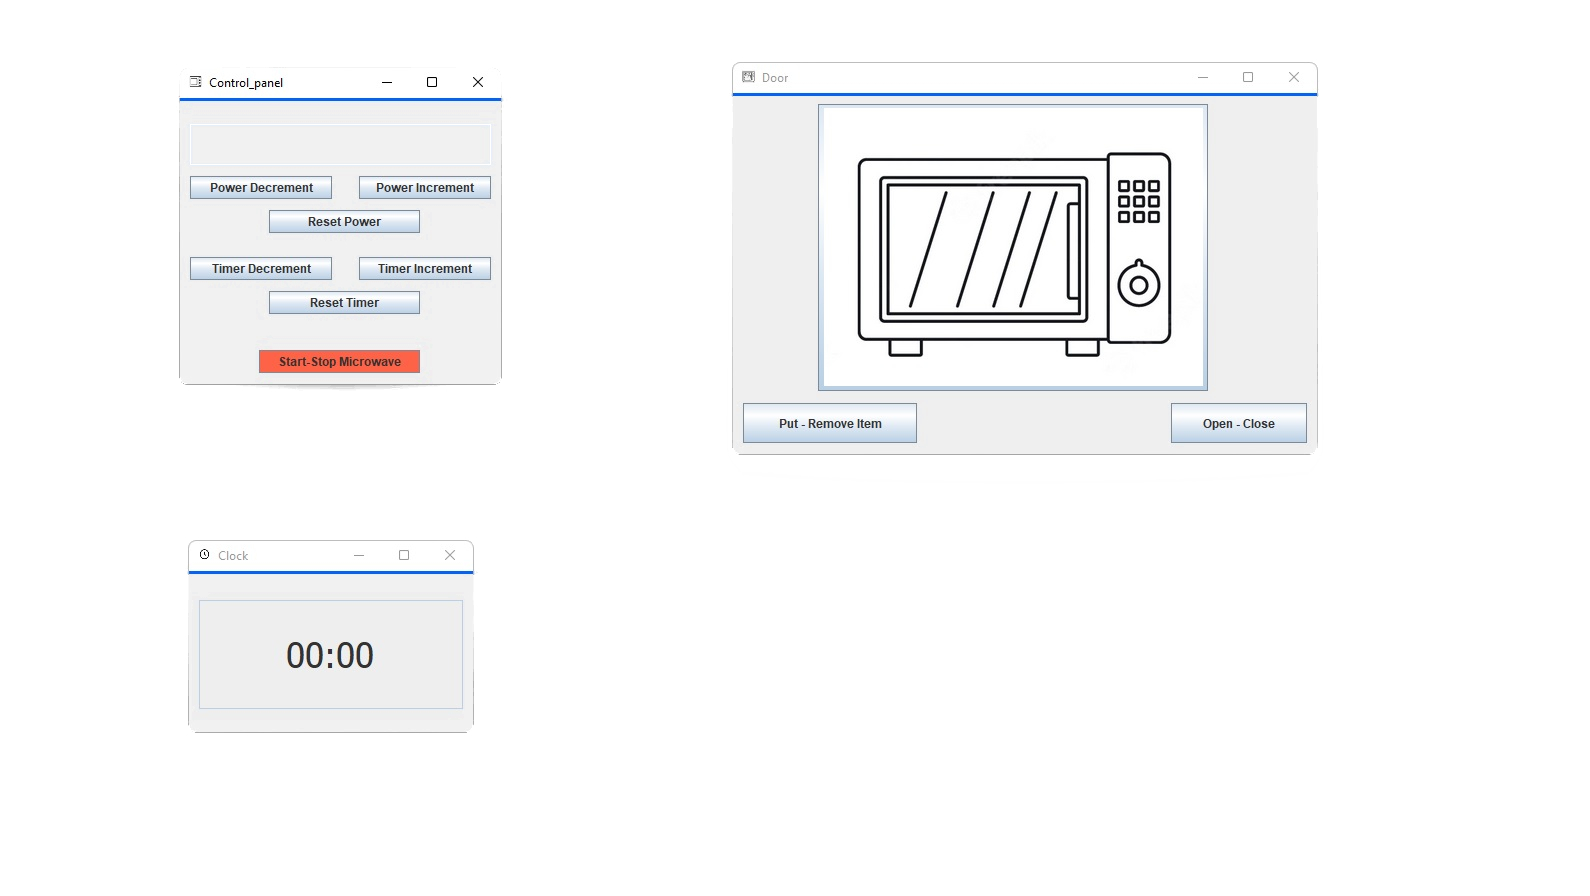 Control_panel
Power Decrement
Power Increment
Reset Power
Timer Decrement
Timer Increment
Reset Timer
Start-Stop Microwave
Door
Put - Remove Item
Open - Close
Clock
00:00